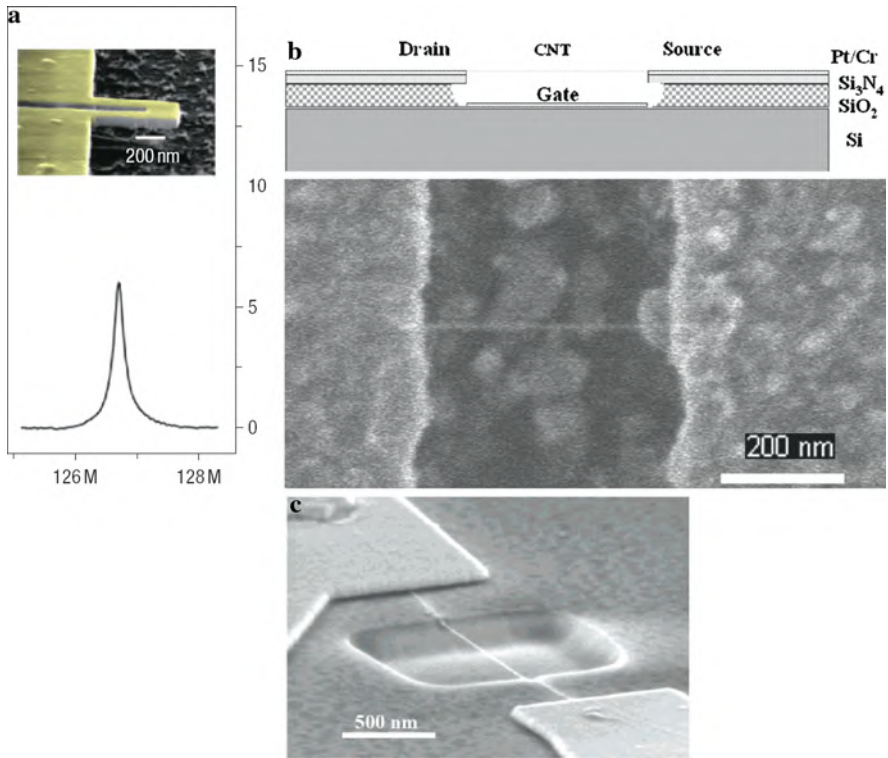 a
200 nm
15
10
5
0
126 M
128 M
b
Drain
CNT
Source
Gate
Pt/Cr
Si₃N₄
SiO₂
Si
200 nm
c
500 nm